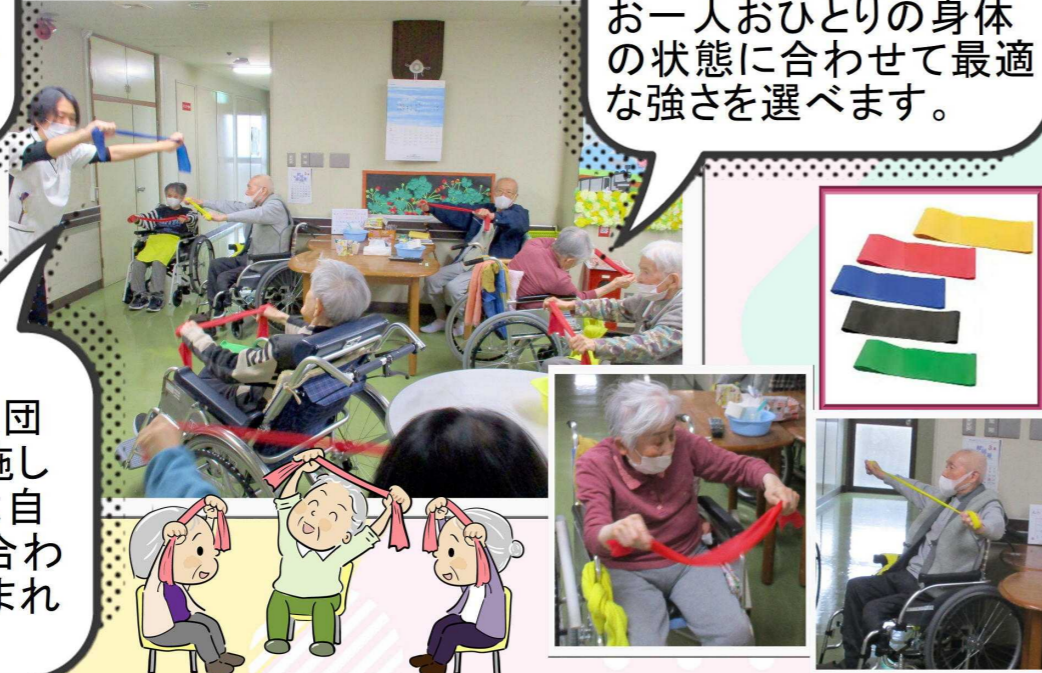 お一人おひとりの身体
の状態に合わせて最適
な強さを選べます。
団
施し
自
合わ
まれ